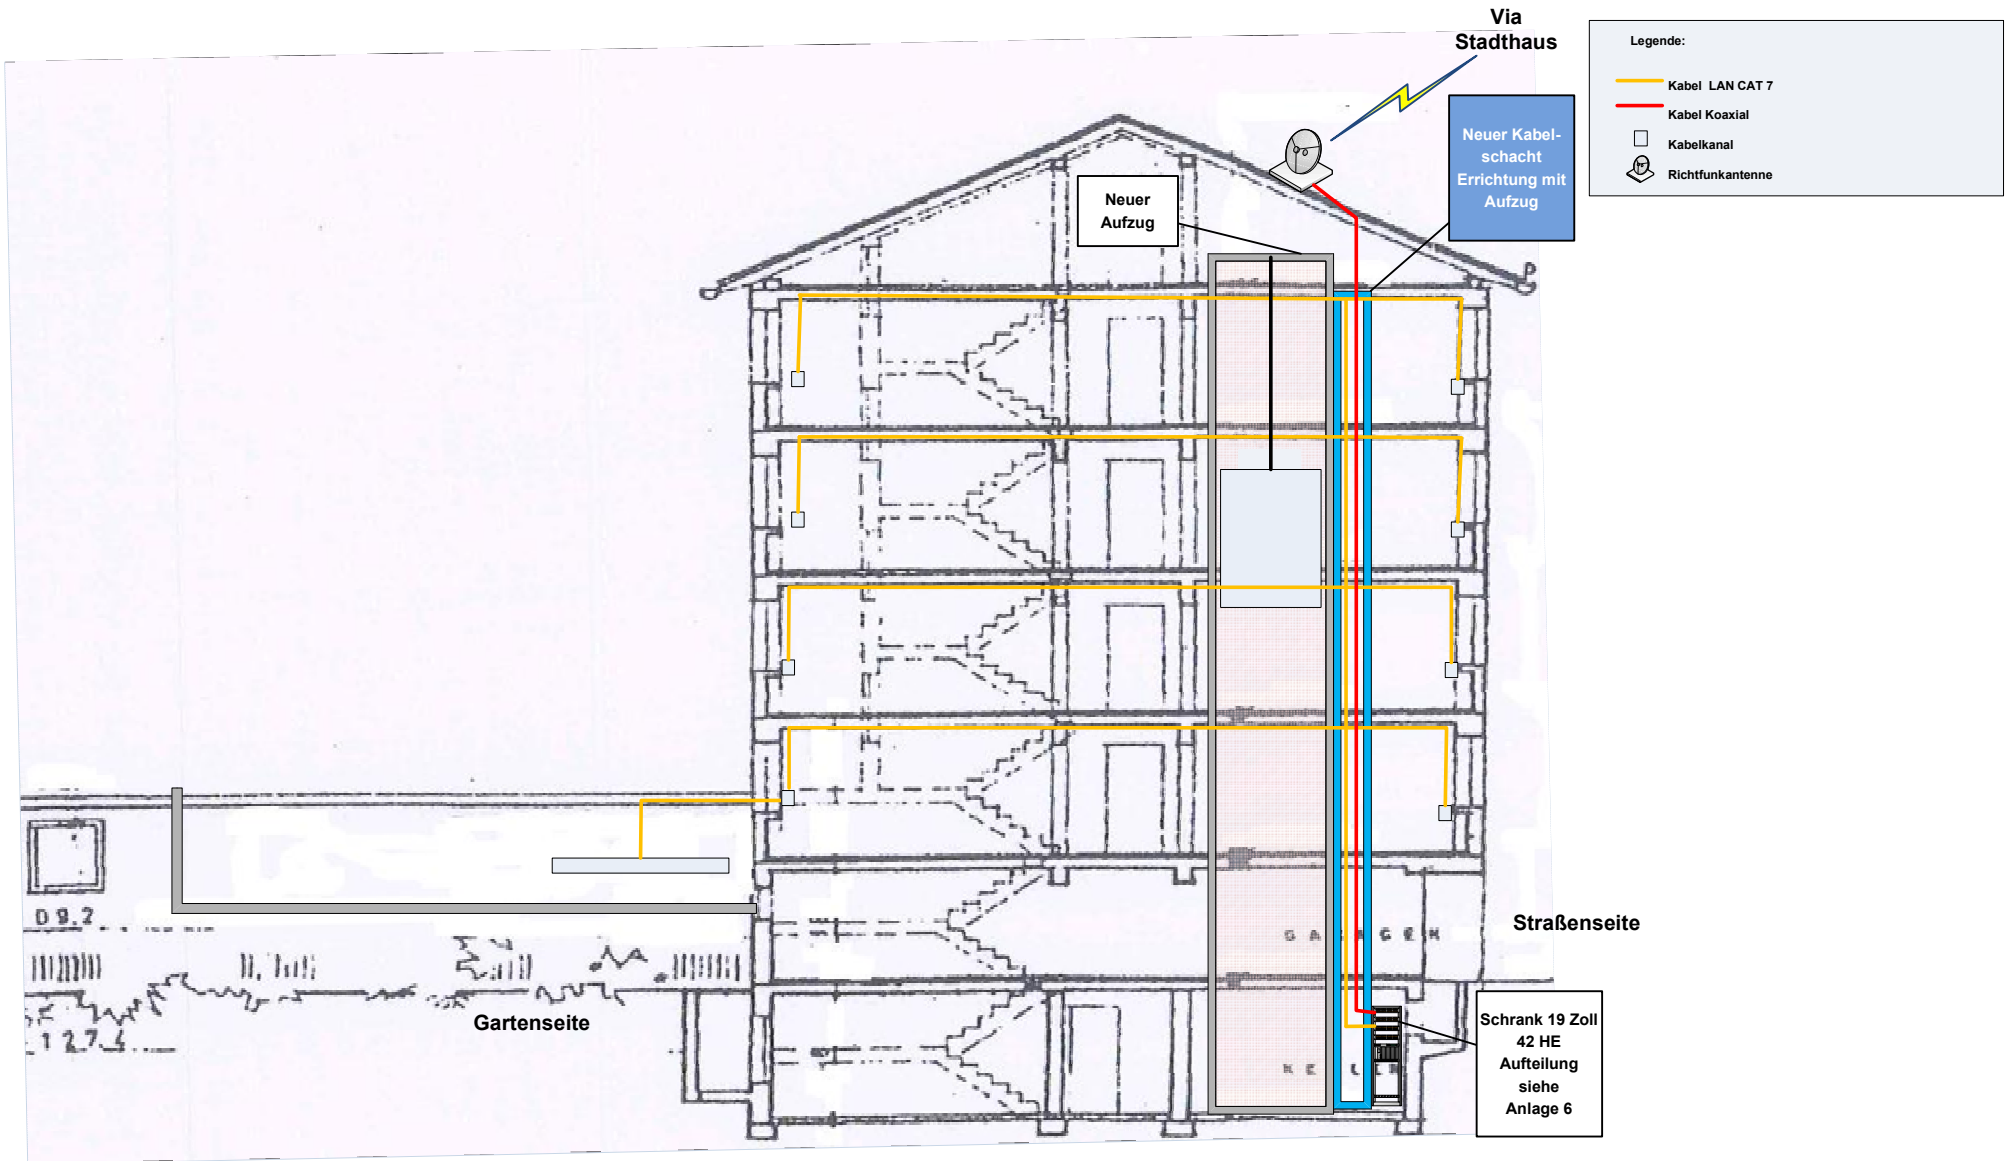 Via
Stadthaus
Legende:
Kabel LAN CAT 7
Kabel Koaxial
Kabelkanal
Richtfunkantenne
Neuer Kabel-
schacht
Errichtung mit
Aufzug
Neuer
Aufzug
Straßenseite
Gartenseite
Schrank 19 Zoll
42 HE
Aufteilung
siehe
Anlage 6